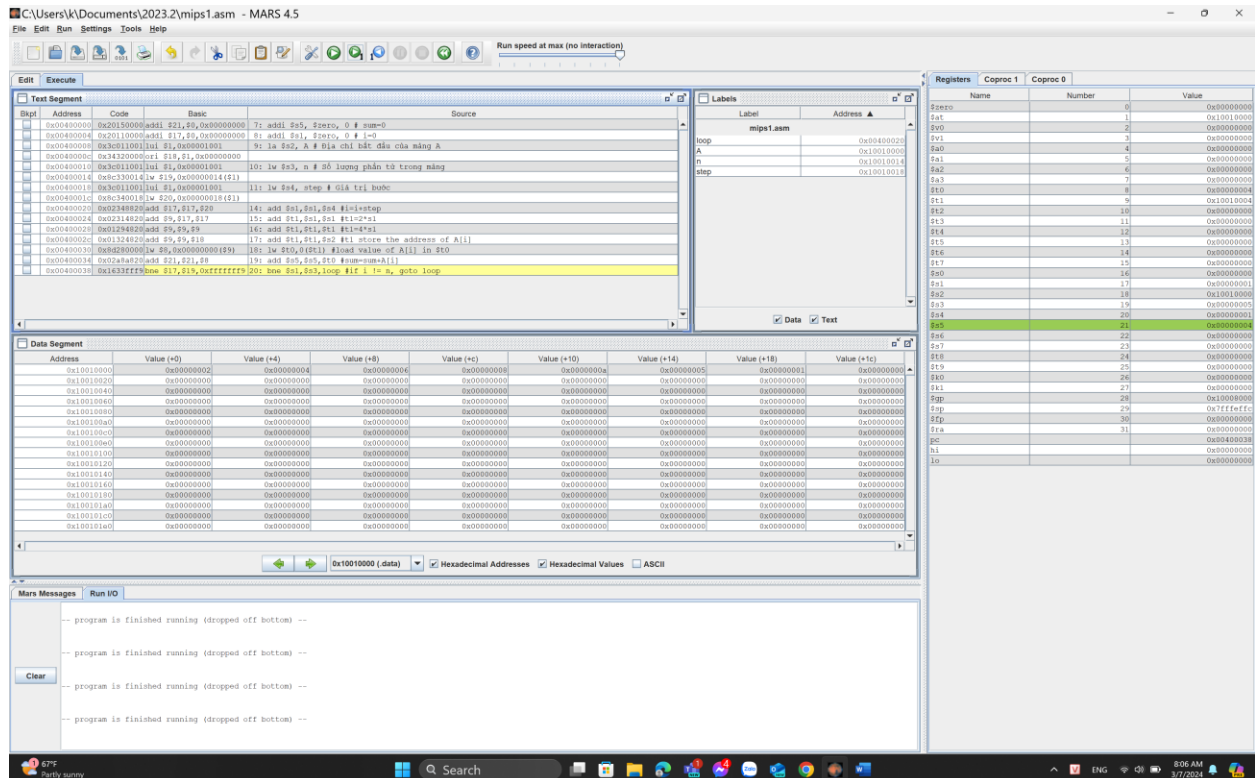 C:\Users\k\Documents\2023.2\mips1.asm - MARS 4.5
File Edit Run Settings Tools Help
Run speed at max (no interaction)
Edit Execute
Text Segment
Bkpt Address Code Basic Source
0x00400000 0x20150000 addi $21,$0,0x00000000 7: addi $s5, $zero, 0 # sum=0
0x00400004 0x20110000 addi $17,$0,0x00000000 8: addi $s1, $zero, 0 # i=0
0x00400008 0x3c011001 lui $1,0x00001001 9: la $s2, A # Địa chỉ bắt đầu của mảng A
0x0040000c 0x34320000 ori $18,$1,0x00000000
0x00400010 0x3c011001 lui $1,0x00001001 10: lw $s3, n # Số lượng phần tử trong mảng
0x00400014 0x8c330014 lw $19,0x00000014($1)
0x00400018 0x3c011001 lui $1,0x00001001 11: lw $s4, step # Giá trị bước
0x0040001c 0x8c340018 lw $20,0x00000018($1)
0x00400020 0x02348820 add $17,$17,$20 14: add $s1,$s1,$s4 #i=i+step
0x00400024 0x02314820 add $9,$17,$17 15: add $t1,$s1,$s1 #t1=2*s1
0x00400028 0x01294820 add $9,$9,$9 16: add $t1,$t1,$t1 #t1=4*s1
0x0040002c 0x01324820 add $9,$9,$18 17: add $t1,$t1,$s2 #t1 store the address of A[i]
0x00400030 0x8d280000 lw $8,0x00000000($9) 18: lw $t0,0($t1) #load value of A[i] in $t0
0x00400034 0x02a8a820 add $21,$21,$8 19: add $s5,$s5,$t0 #sum=sum+A[i]
0x00400038 0x1633fff9 bne $17,$19,0xfffffff9 20: bne $s1,$s3,loop #if i != n, goto loop
Labels
Label Address ▲
mips1.asm
loop 0x00400020
A 0x10010000
n 0x10010014
step 0x10010018
Data Text
Data Segment
Address Value (+0) Value (+4) Value (+8) Value (+c) Value (+10) Value (+14) Value (+18) Value (+1c)
0x10010000 0x00000002 0x00000004 0x00000006 0x00000008 0x0000000a 0x00000005 0x00000001 0x00000000
0x10010020 0x00000000 0x00000000 0x00000000 0x00000000 0x00000000 0x00000000 0x00000000 0x00000000
0x10010040 0x00000000 0x00000000 0x00000000 0x00000000 0x00000000 0x00000000 0x00000000 0x00000000
0x10010060 0x00000000 0x00000000 0x00000000 0x00000000 0x00000000 0x00000000 0x00000000 0x00000000
0x10010080 0x00000000 0x00000000 0x00000000 0x00000000 0x00000000 0x00000000 0x00000000 0x00000000
0x100100a0 0x00000000 0x00000000 0x00000000 0x00000000 0x00000000 0x00000000 0x00000000 0x00000000
0x100100c0 0x00000000 0x00000000 0x00000000 0x00000000 0x00000000 0x00000000 0x00000000 0x00000000
0x100100e0 0x00000000 0x00000000 0x00000000 0x00000000 0x00000000 0x00000000 0x00000000 0x00000000
0x10010100 0x00000000 0x00000000 0x00000000 0x00000000 0x00000000 0x00000000 0x00000000 0x00000000
0x10010120 0x00000000 0x00000000 0x00000000 0x00000000 0x00000000 0x00000000 0x00000000 0x00000000
0x10010140 0x00000000 0x00000000 0x00000000 0x00000000 0x00000000 0x00000000 0x00000000 0x00000000
0x10010160 0x00000000 0x00000000 0x00000000 0x00000000 0x00000000 0x00000000 0x00000000 0x00000000
0x10010180 0x00000000 0x00000000 0x00000000 0x00000000 0x00000000 0x00000000 0x00000000 0x00000000
0x100101a0 0x00000000 0x00000000 0x00000000 0x00000000 0x00000000 0x00000000 0x00000000 0x00000000
0x100101c0 0x00000000 0x00000000 0x00000000 0x00000000 0x00000000 0x00000000 0x00000000 0x00000000
0x100101e0 0x00000000 0x00000000 0x00000000 0x00000000 0x00000000 0x00000000 0x00000000 0x00000000
0x10010000 (.data) Hexadecimal Addresses Hexadecimal Values ASCII
Mars Messages Run I/O
-- program is finished running (dropped off bottom) --
-- program is finished running (dropped off bottom) --
Clear
-- program is finished running (dropped off bottom) --
-- program is finished running (dropped off bottom) --
Registers Coproc 1 Coproc 0
Name Number Value
$zero 0 0x00000000
$at 1 0x10010000
$v0 2 0x00000000
$v1 3 0x00000000
$a0 4 0x00000000
$a1 5 0x00000000
$a2 6 0x00000000
$a3 7 0x00000000
$t0 8 0x00000004
$t1 9 0x10010004
$t2 10 0x00000000
$t3 11 0x00000000
$t4 12 0x00000000
$t5 13 0x00000000
$t6 14 0x00000000
$t7 15 0x00000000
$s0 16 0x00000000
$s1 17 0x00000001
$s2 18 0x10010000
$s3 19 0x00000005
$s4 20 0x00000001
$s5 21 0x00000004
$s6 22 0x00000000
$s7 23 0x00000000
$t8 24 0x00000000
$t9 25 0x00000000
$k0 26 0x00000000
$k1 27 0x00000000
$gp 28 0x10008000
$sp 29 0x7fffeffc
$fp 30 0x00000000
$ra 31 0x00000000
pc 0x00400038
hi 0x00000000
lo 0x00000000
67°F
Partly sunny
Search
ENG
8:06 AM
3/7/2024